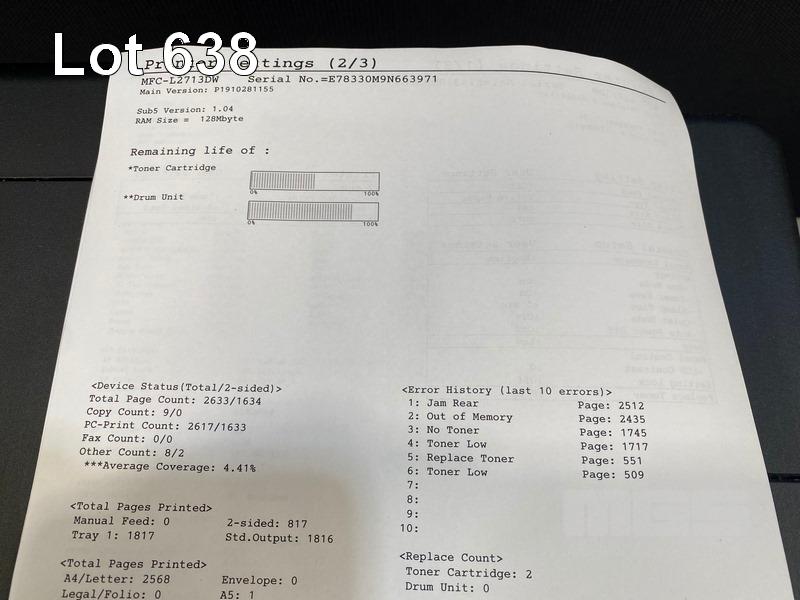 Lot 638
Printer Settings (2/3)
MFC-L2713DW Serial No.=E78330M9N663971
Main Version: P1910281155
Sub5 Version: 1.04
RAM Size = 128Mbyte
Remaining life of :
*Toner Cartridge
0% 100%
**Drum Unit
0% 100%
<Device Status(Total/2-sided)>
Total Page Count: 2633/1634
Copy Count: 9/0
PC-Print Count: 2617/1633
Fax Count: 0/0
Other Count: 8/2
***Average Coverage: 4.41%
<Total Pages Printed>
Manual Feed: 0 2-sided: 817
Tray 1: 1817 Std.Output: 1816
<Total Pages Printed>
A4/Letter: 2568 Envelope: 0
Legal/Folio: 0 A5: 1
<Error History (last 10 errors)>
1: Jam Rear Page: 2512
2: Out of Memory Page: 2435
3: No Toner Page: 1745
4: Toner Low Page: 1717
5: Replace Toner Page: 551
6: Toner Low Page: 509
7:
8:
9:
10:
<Replace Count>
Toner Cartridge: 2
Drum Unit: 0